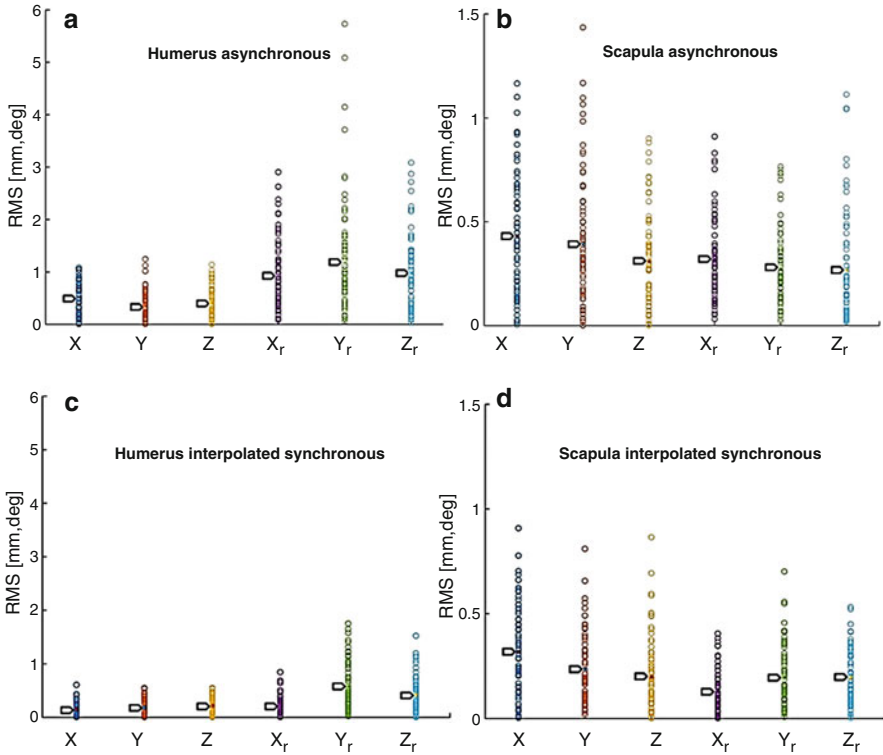 a
Humerus asynchronous
RMS [mm,deg]
6
5
4
3
2
1
0
X Y Z Xr Yr Zr
b
Scapula asynchronous
RMS [mm,deg]
1.5
1
0.5
0
X Y Z Xr Yr Zr
c
Humerus interpolated synchronous
RMS [mm,deg]
6
5
4
3
2
1
0
X Y Z Xr Yr Zr
d
Scapula interpolated synchronous
RMS [mm,deg]
1.5
1
0.5
0
X Y Z Xr Yr Zr